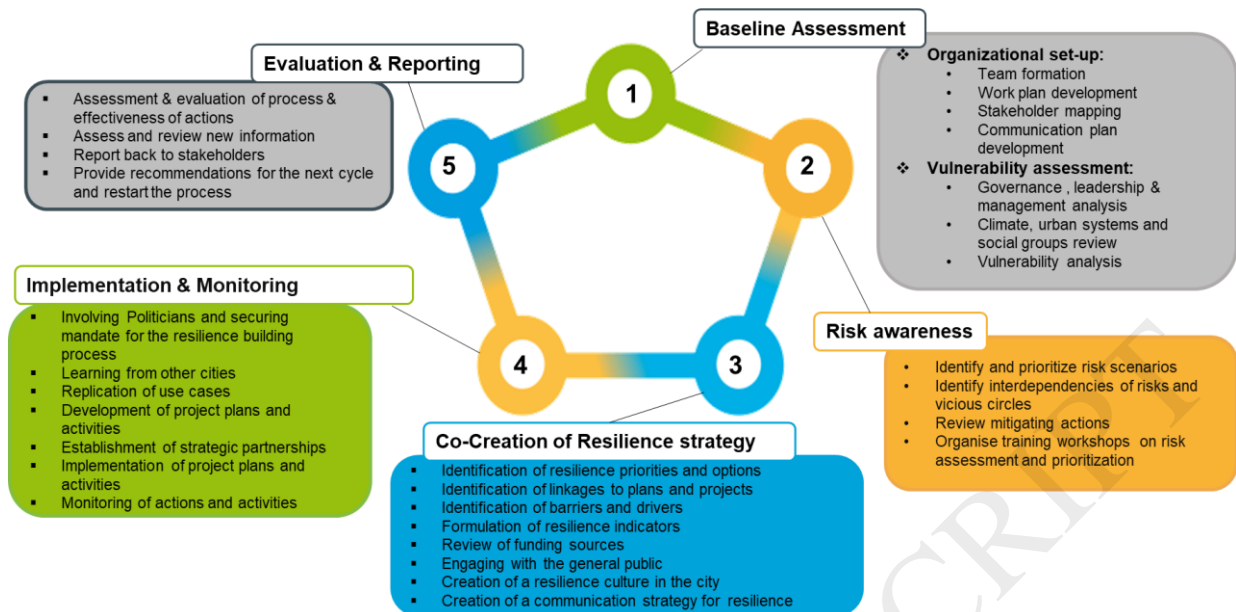 Baseline Assessment
1
❖ Organizational set-up:
• Team formation
• Work plan development
• Stakeholder mapping
• Communication plan
development
❖ Vulnerability assessment:
• Governance , leadership &
management analysis
• Climate, urban systems and
social groups review
• Vulnerability analysis
2
Risk awareness
• Identify and prioritize risk scenarios
• Identify interdependencies of risks and
vicious circles
• Review mitigating actions
• Organise training workshops on risk
assessment and prioritization
3
Co-Creation of Resilience strategy
▪ Identification of resilience priorities and options
▪ Identification of linkages to plans and projects
▪ Identification of barriers and drivers
▪ Formulation of resilience indicators
▪ Review of funding sources
▪ Engaging with the general public
▪ Creation of a resilience culture in the city
▪ Creation of a communication strategy for resilience
4
Implementation & Monitoring
▪ Involving Politicians and securing
mandate for the resilience building
process
▪ Learning from other cities
▪ Replication of use cases
▪ Development of project plans and
activities
▪ Establishment of strategic partnerships
▪ Implementation of project plans and
activities
▪ Monitoring of actions and activities
5
Evaluation & Reporting
▪ Assessment & evaluation of process &
effectiveness of actions
▪ Assess and review new information
▪ Report back to stakeholders
▪ Provide recommendations for the next cycle
and restart the process
CRIPT